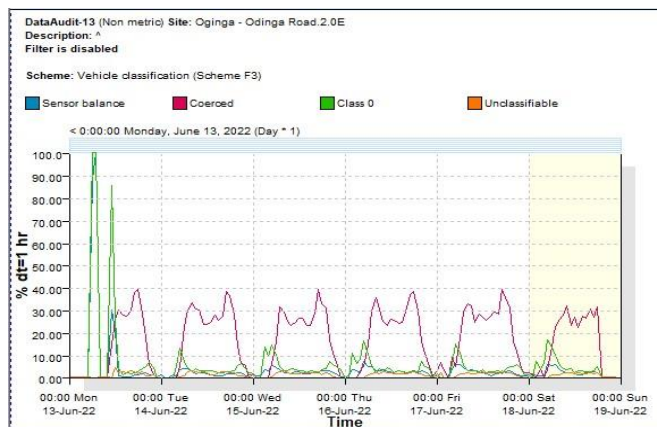 DataAudit-13 (Non metric) Site: Oginga - Odinga Road.2.0E
Description: ^
Filter is disabled
Scheme: Vehicle classification (Scheme F3)
Sensor balance Coerced Class 0 Unclassifiable
< 0:00:00 Monday, June 13, 2022 (Day * 1)
% dt=1 hr
100.0
90.00
80.00
70.00
60.00
50.00
40.00
30.00
20.00
10.00
0.00
00:00 Mon 00:00 Tue 00:00 Wed 00:00 Thu 00:00 Fri 00:00 Sat 00:00 Sun
13-Jun-22 14-Jun-22 15-Jun-22 16-Jun-22 17-Jun-22 18-Jun-22 19-Jun-22
Time